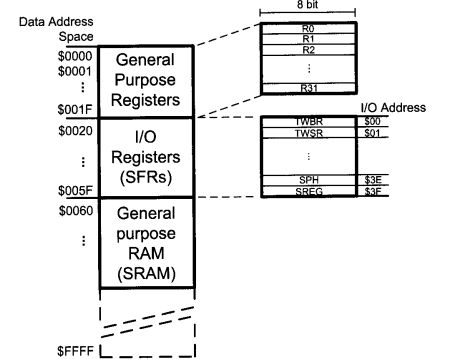 Data Address
Space
$0000
$0001
⋮
$001F
$0020
⋮
$005F
$0060
⋮
$FFFF
General
Purpose
Registers
I/O
Registers
(SFRs)
General
purpose
RAM
(SRAM)
8 bit
R0
R1
R2
⋮
R31
I/O Address
TWBR $00
TWSR $01
⋮
SPH $3E
SREG $3F